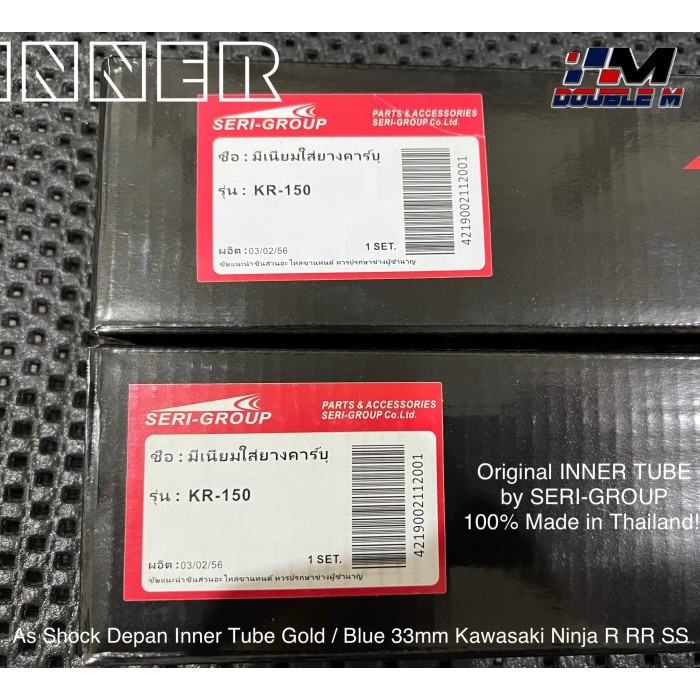 INNER
HM
DOUBLE M
SERI-GROUP
PARTS & ACCESSORIES
SERI-GROUP Co.Ltd.
ชื่อ : มีเนียมใส่ยางคาร์บุ
รุ่น : KR-150
4219002112001
ผลิต : 03/02/56
1 SET.
SERI-GROUP
PARTS & ACCESSORIES
SERI-GROUP Co.Ltd.
ชื่อ : มีเนียมใส่ยางคาร์บุ
รุ่น : KR-150
4219002112001
ผลิต : 03/02/56
1 SET.
Original INNER TUBE
by SERI-GROUP
100% Made in Thailand!
As Shock Depan Inner Tube Gold / Blue 33mm Kawasaki Ninja R RR SS